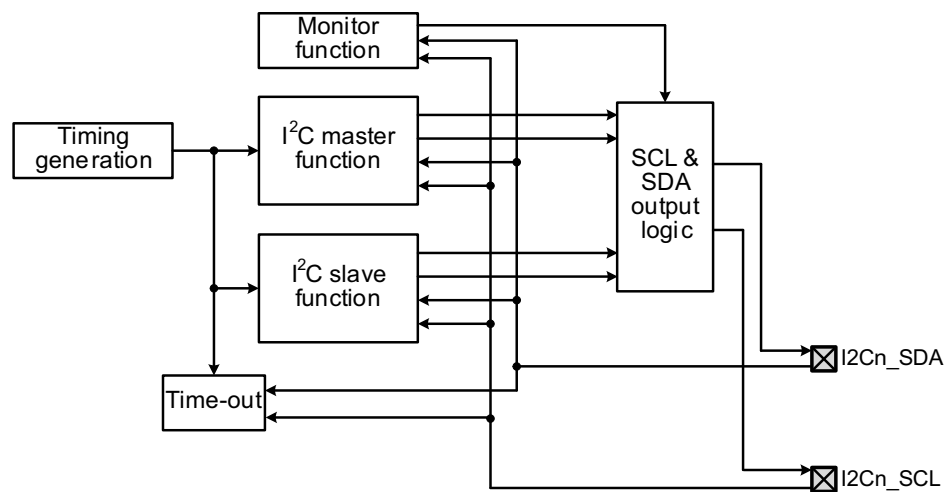 Monitor
function
Timing
generation
I²C master
function
SCL &
SDA
output
logic
I²C slave
function
I2Cn_SDA
Time-out
I2Cn_SCL